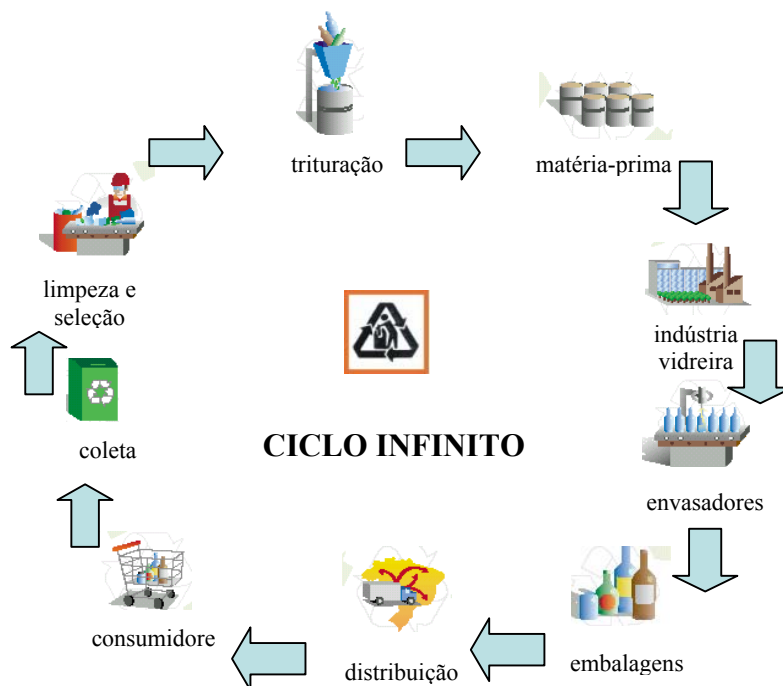 trituração
matéria-prima
limpeza e
seleção
indústria
vidreira
coleta
CICLO INFINITO
envasadores
consumidore
distribuição
embalagens